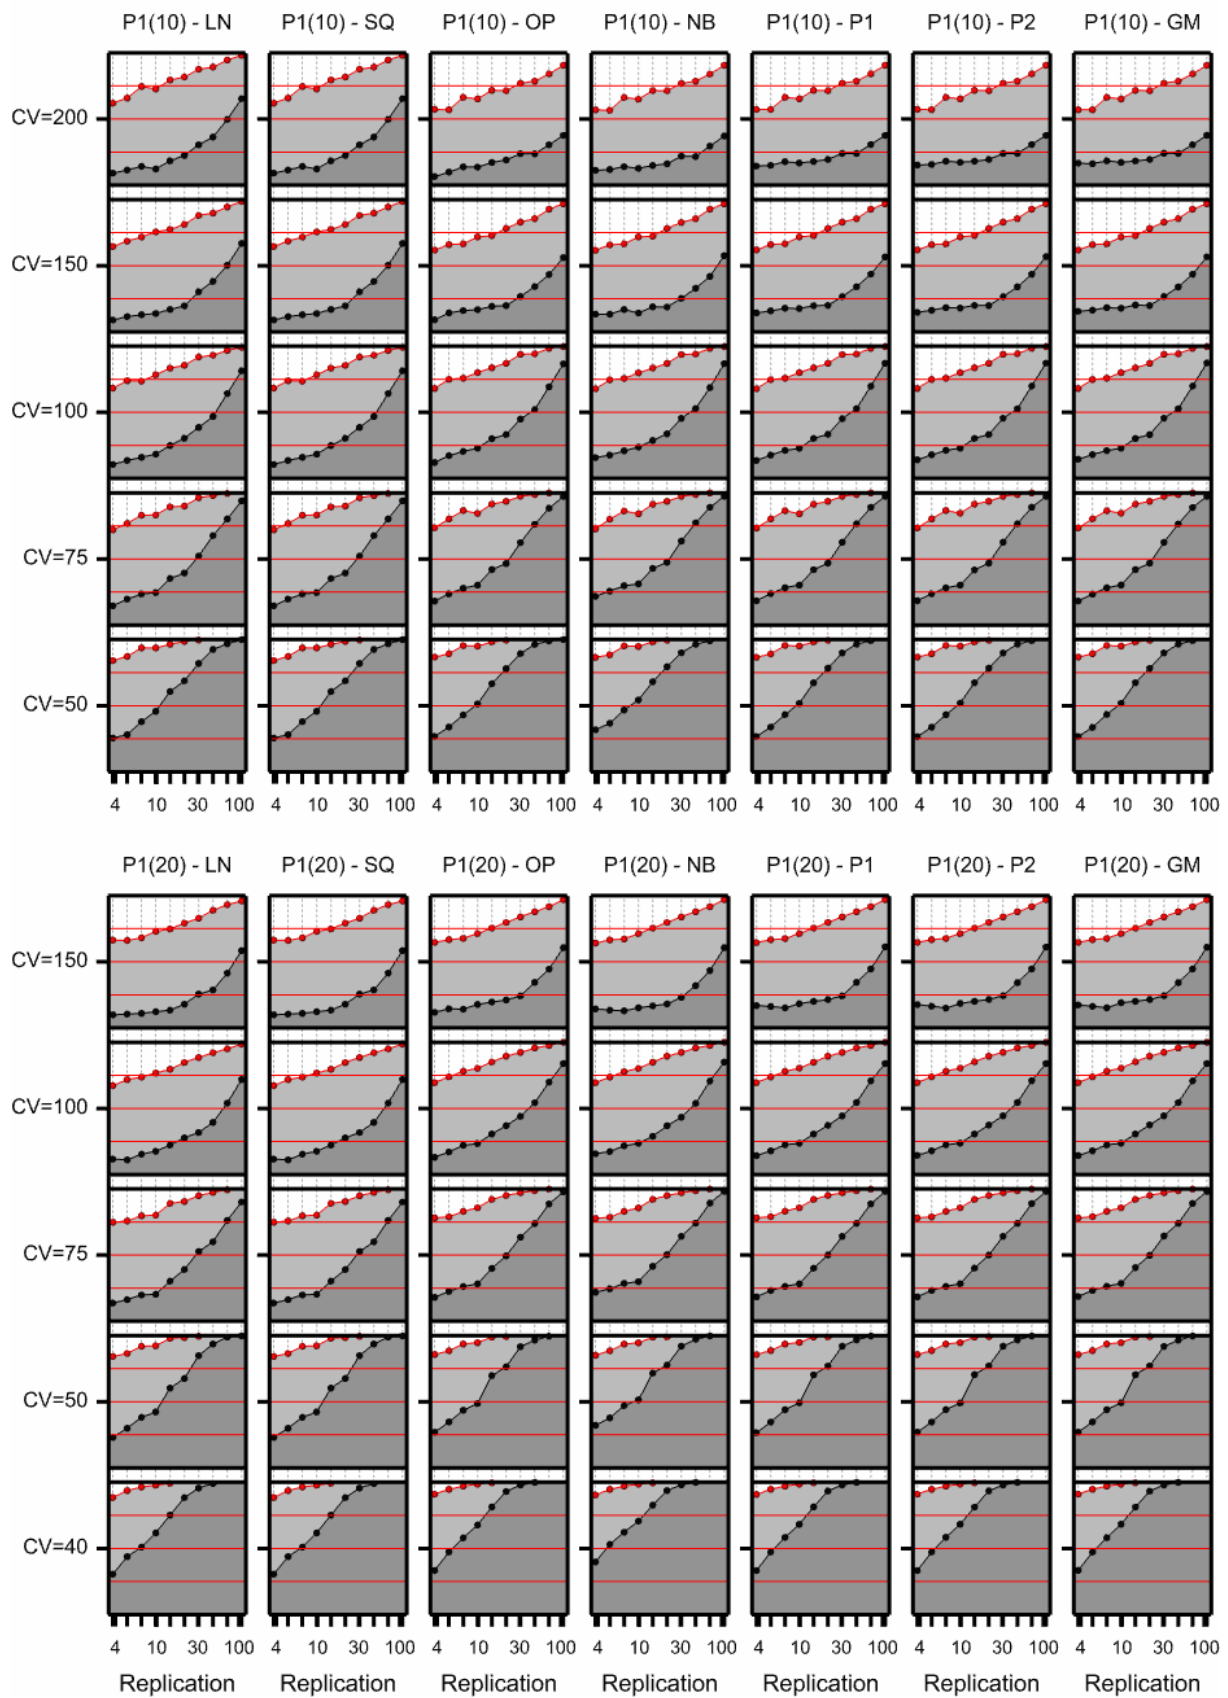 P1(10) - LN P1(10) - SQ P1(10) - OP P1(10) - NB P1(10) - P1 P1(10) - P2 P1(10) - GM
CV=200
CV=150
CV=100
CV=75
CV=50
4 10 30 100 4 10 30 100 4 10 30 100 4 10 30 100 4 10 30 100 4 10 30 100 4 10 30 100
P1(20) - LN P1(20) - SQ P1(20) - OP P1(20) - NB P1(20) - P1 P1(20) - P2 P1(20) - GM
CV=150
CV=100
CV=75
CV=50
CV=40
4 10 30 100 4 10 30 100 4 10 30 100 4 10 30 100 4 10 30 100 4 10 30 100 4 10 30 100
Replication Replication Replication Replication Replication Replication Replication